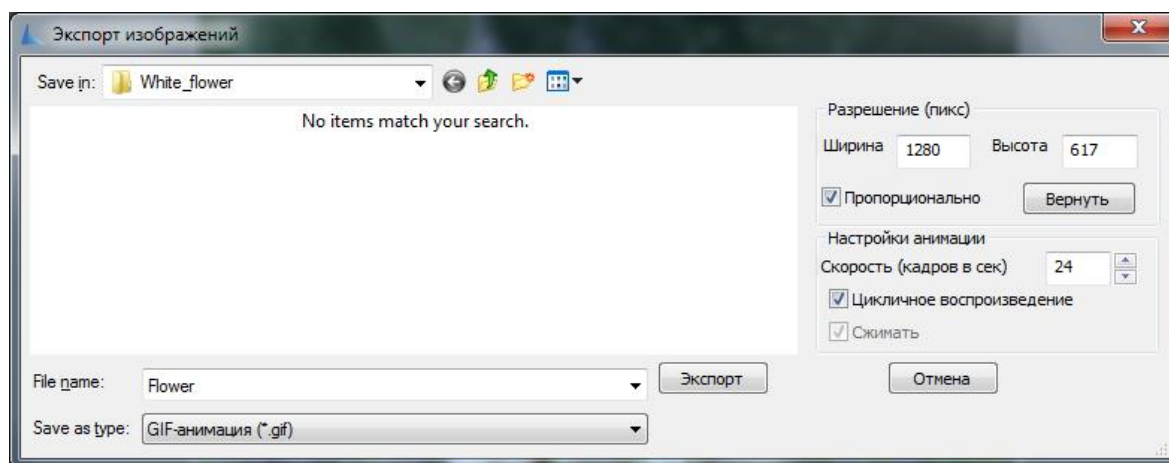 Экспорт изображений
Save in: White_flower
No items match your search.
Разрешение (пикс)
Ширина 1280 Высота 617
Пропорционально Вернуть
Настройки анимации
Скорость (кадров в сек) 24
Цикличное воспроизведение
Сжимать
File name: Flower Экспорт Отмена
Save as type: GIF-анимация (*.gif)